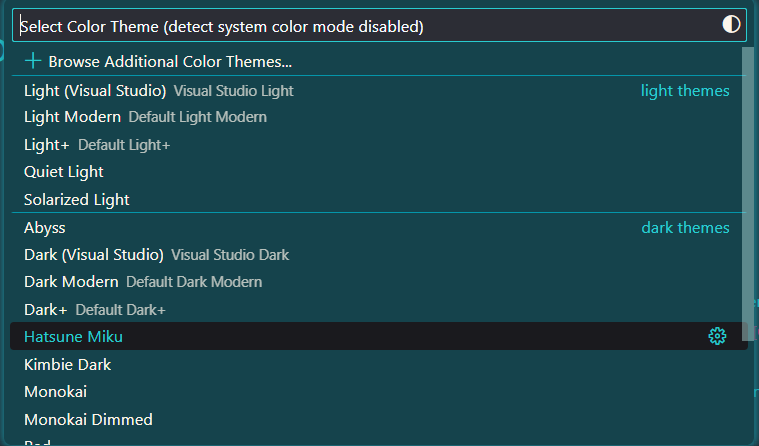 Select Color Theme (detect system color mode disabled)
Browse Additional Color Themes...
Light (Visual Studio) Visual Studio Light light themes
Light Modern Default Light Modern
Light+ Default Light+
Quiet Light
Solarized Light
Abyss dark themes
Dark (Visual Studio) Visual Studio Dark
Dark Modern Default Dark Modern
Dark+ Default Dark+
Hatsune Miku
Kimbie Dark
Monokai
Monokai Dimmed